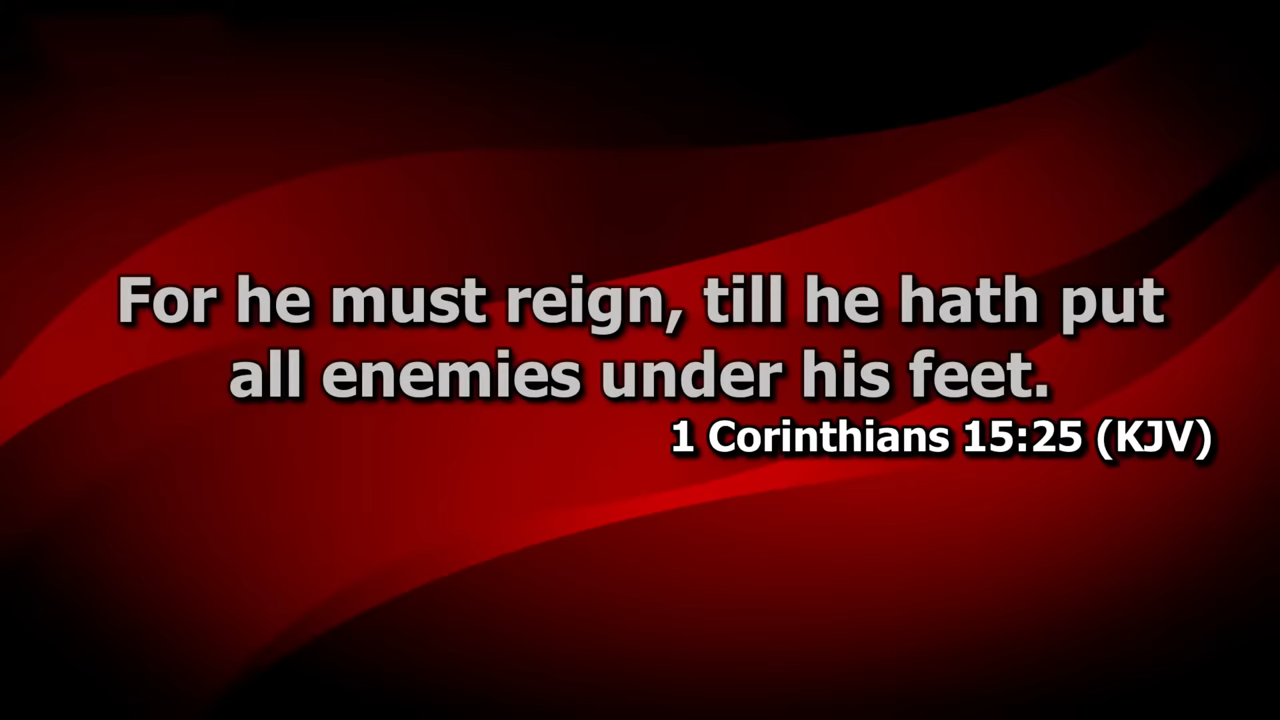 For he must reign, till he hath put
all enemies under his feet.
1 Corinthians 15:25 (KJV)